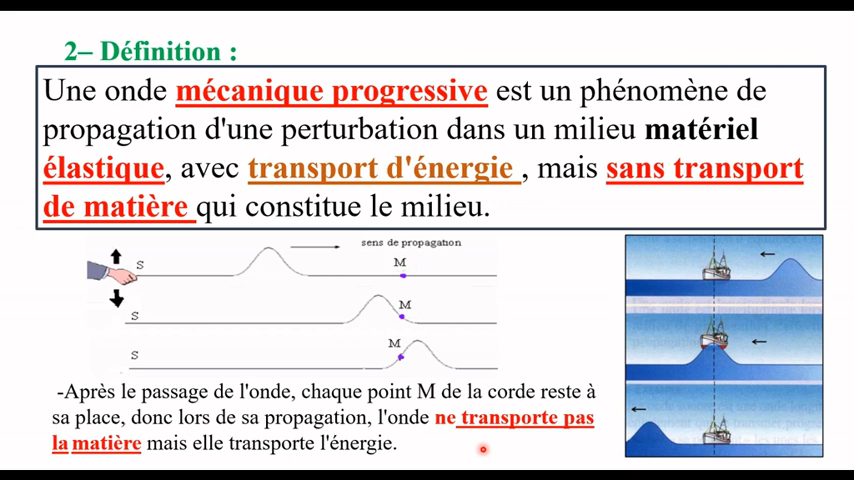 2– Définition :
Une onde mécanique progressive est un phénomène de
propagation d'une perturbation dans un milieu matériel
élastique, avec transport d'énergie , mais sans transport
de matière qui constitue le milieu.
sens de propagation
S
M
M
S
M
S
-Après le passage de l'onde, chaque point M de la corde reste à
sa place, donc lors de sa propagation, l'onde ne transporte pas
la matière mais elle transporte l'énergie.